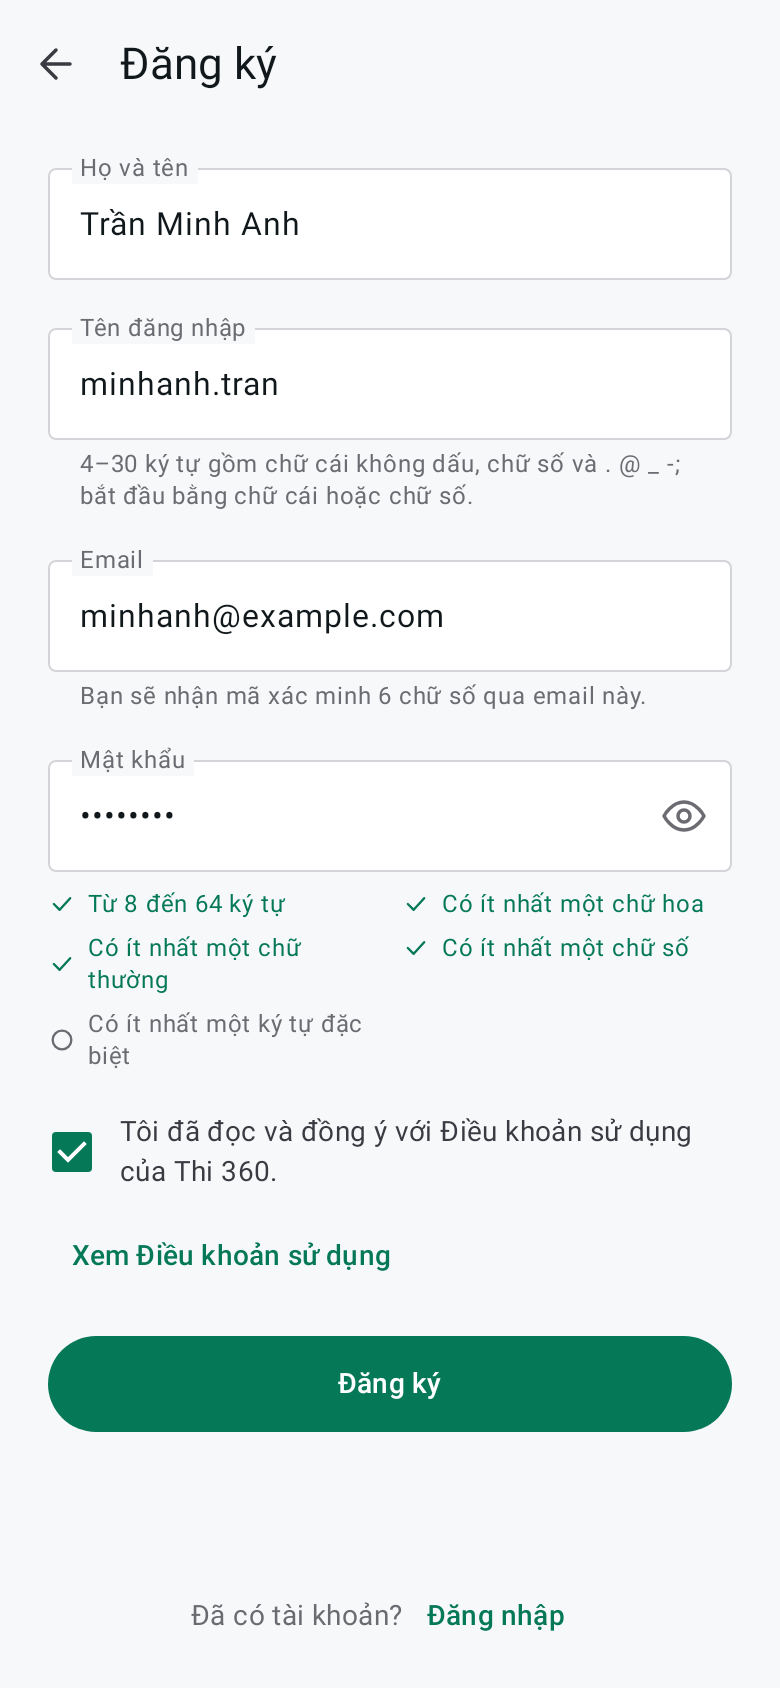 Đăng ký
Họ và tên
Trần Minh Anh
Tên đăng nhập
minhanh.tran
4–30 ký tự gồm chữ cái không dấu, chữ số và . @ _ -;
bắt đầu bằng chữ cái hoặc chữ số.
Email
minhanh@example.com
Bạn sẽ nhận mã xác minh 6 chữ số qua email này.
Mật khẩu
••••••••
Từ 8 đến 64 ký tự
Có ít nhất một chữ hoa
Có ít nhất một chữ
thường
Có ít nhất một chữ số
Có ít nhất một ký tự đặc
biệt
Tôi đã đọc và đồng ý với Điều khoản sử dụng
của Thi 360.
Xem Điều khoản sử dụng
Đăng ký
Đã có tài khoản? Đăng nhập